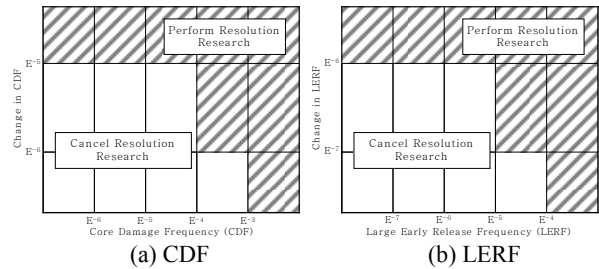 Perform Resolution
Research
E-5
Change in CDF
E-6
Cancel Resolution
Research
E-6
E-5
E-4
E-3
Core Damage Frequency (CDF)
(a) CDF
Perform Resolution
Research
E-6
Change in LERF
E-7
Cancel Resolution
Research
E-7
E-6
E-5
E-4
Large Early Release Frequency (LERF)
(b) LERF